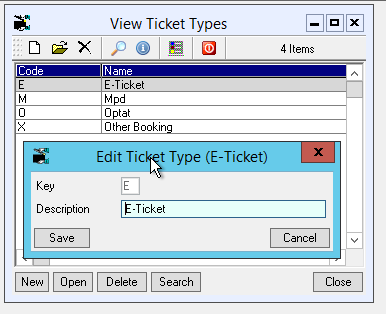 View Ticket Types
4 Items
Code Name
E E-Ticket
M Mpd
O Optat
X Other Booking
Edit Ticket Type (E-Ticket)
Key E
Description E-Ticket
Save Cancel
New Open Delete Search Close